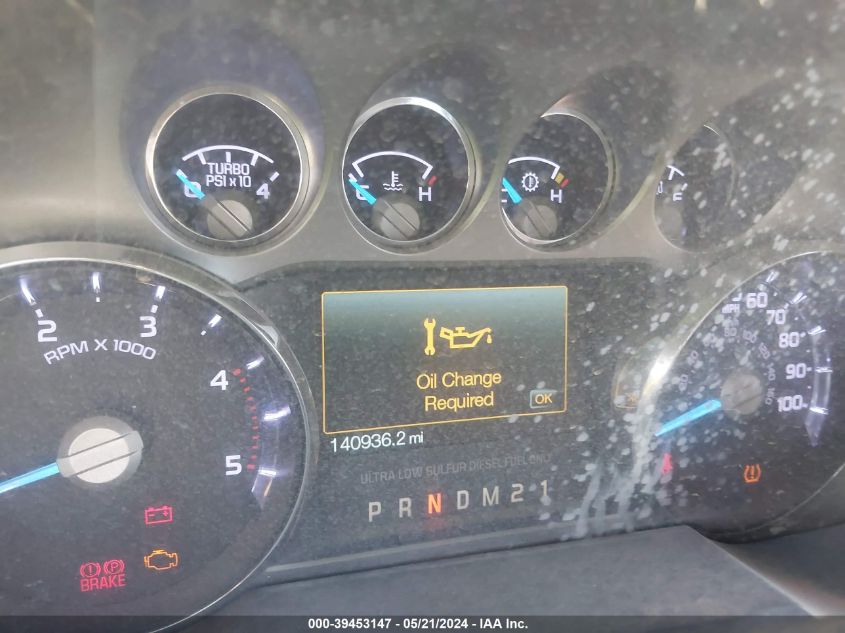 TURBO
PSI x 10
0 4
C H
H
F
2 3 4 5
RPM X 1000
Oil Change
Required
OK
140936.2 mi
MPH
60 70 80 90 100
ULTRA LOW SULFUR DIESEL FUEL ONLY
P R N D M 2 1
BRAKE
000-39453147 - 05/21/2024 - IAA Inc.